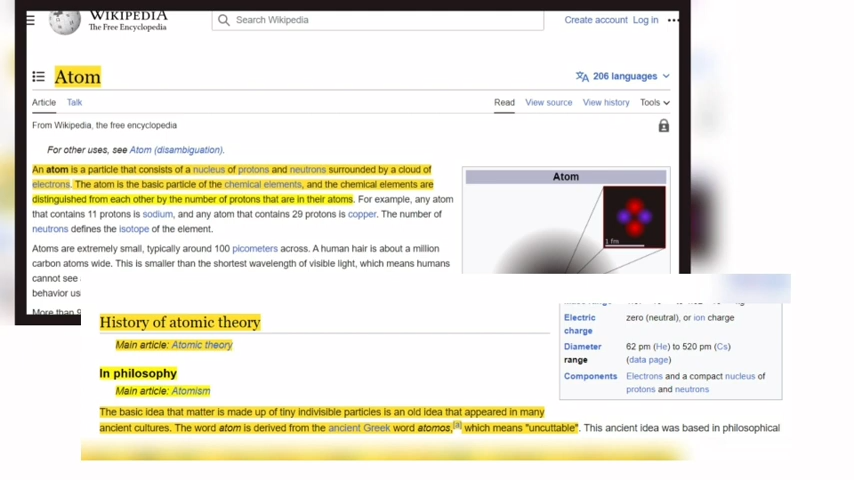 WIKIPEDIA
The Free Encyclopedia
Search Wikipedia
Create account Log in
Atom
206 languages
Article Talk
Read View source View history Tools
From Wikipedia, the free encyclopedia
For other uses, see Atom (disambiguation).
An atom is a particle that consists of a nucleus of protons and neutrons surrounded by a cloud of
electrons. The atom is the basic particle of the chemical elements, and the chemical elements are
distinguished from each other by the number of protons that are in their atoms. For example, any atom
that contains 11 protons is sodium, and any atom that contains 29 protons is copper. The number of
neutrons defines the isotope of the element.
Atoms are extremely small, typically around 100 picometers across. A human hair is about a million
carbon atoms wide. This is smaller than the shortest wavelength of visible light, which means humans
cannot see
behavior us
More than 9
Atom
1 fm
History of atomic theory
Main article: Atomic theory
In philosophy
Main article: Atomism
The basic idea that matter is made up of tiny indivisible particles is an old idea that appeared in many
ancient cultures. The word atom is derived from the ancient Greek word atomos,[a] which means "uncuttable". This ancient idea was based in philosophical
Electric zero (neutral), or ion charge
charge
Diameter 62 pm (He) to 520 pm (Cs)
range (data page)
Components Electrons and a compact nucleus of
protons and neutrons